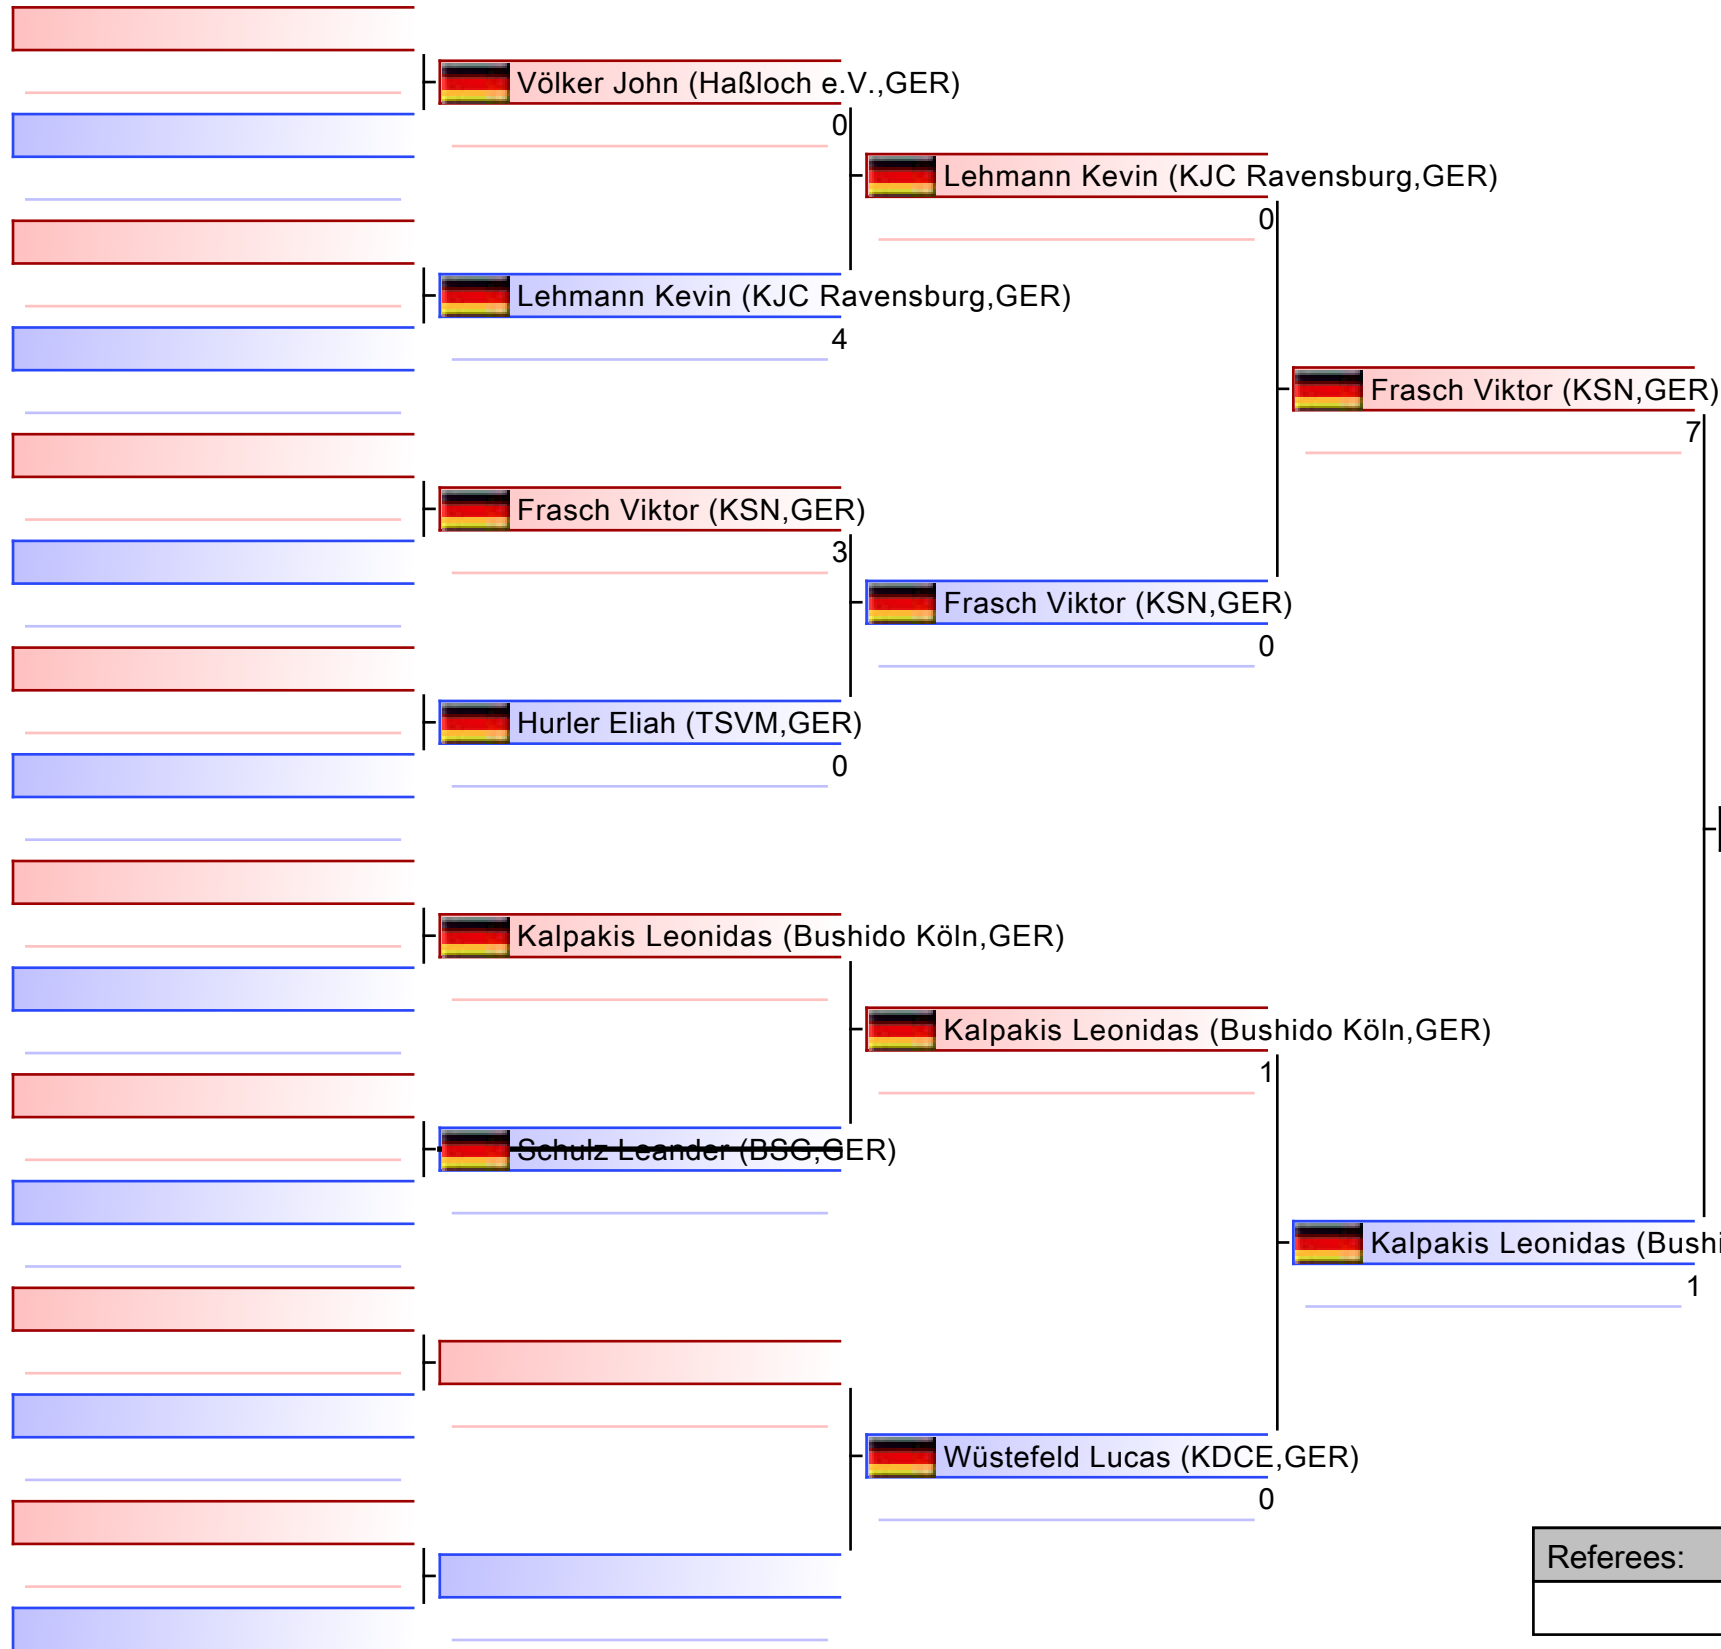 Völker John (Haßloch e.V.,GER)
0
Lehmann Kevin (KJC Ravensburg,GER)
0
Lehmann Kevin (KJC Ravensburg,GER)
4
Frasch Viktor (KSN,GER)
7
Frasch Viktor (KSN,GER)
3
Frasch Viktor (KSN,GER)
0
Hurler Eliah (TSVM,GER)
0
Kalpakis Leonidas (Bushido Köln,GER)
Kalpakis Leonidas (Bushido Köln,GER)
1
Schulz Leander (BSG,GER)
Kalpakis Leonidas (Bushi
1
Wüstefeld Lucas (KDCE,GER)
0
Referees: